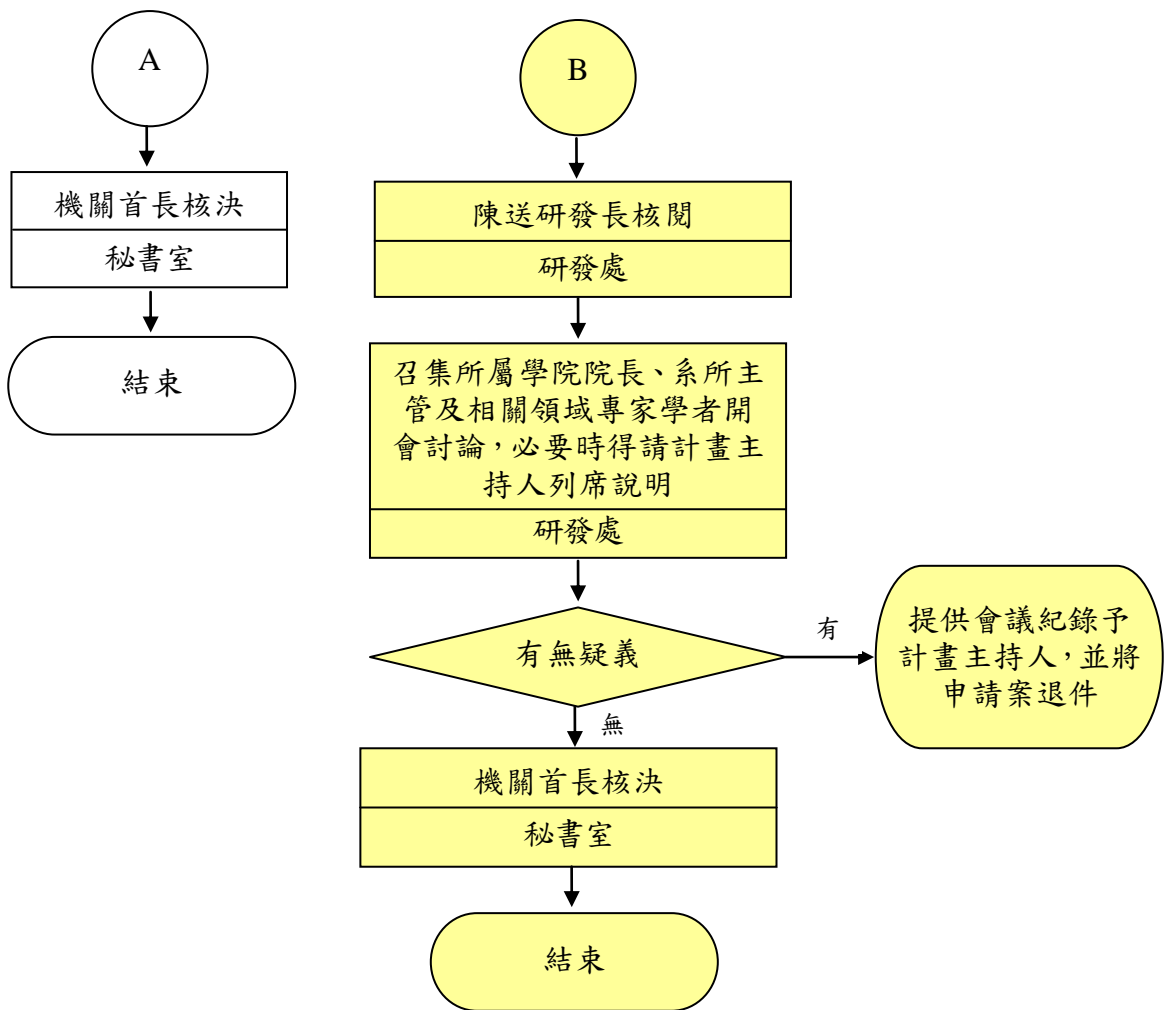 A
機關首長核決
秘書室
結束
B
陳送研發長核閱
研發處
召集所屬學院院長、系所主
管及相關領域專家學者開
會討論，必要時得請計畫主
持人列席說明
研發處
有無疑義
有
提供會議紀錄予
計畫主持人，並將
申請案退件
無
機關首長核決
秘書室
結束